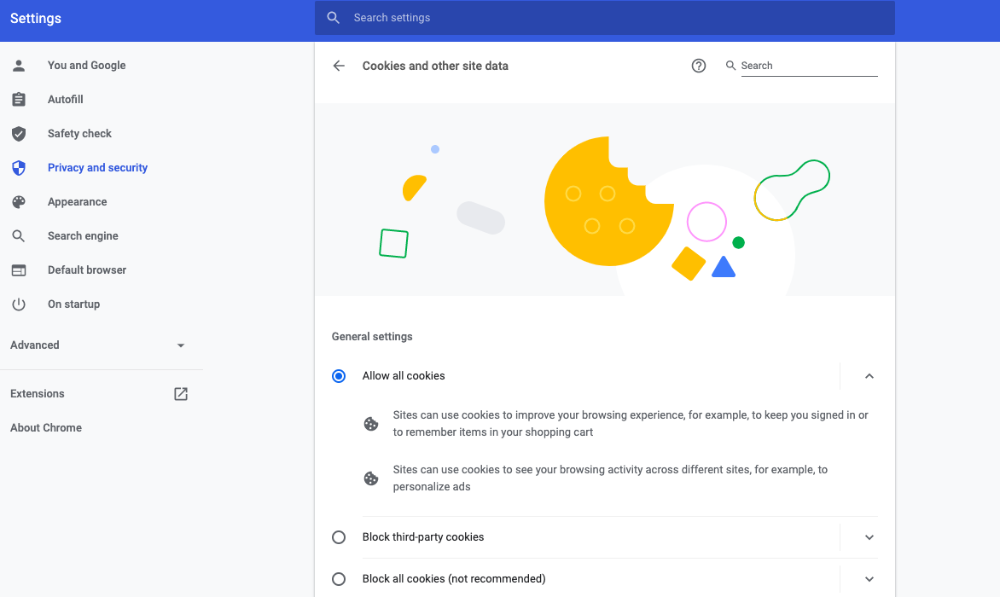 Settings
Search settings
You and Google
Autofill
Safety check
Privacy and security
Appearance
Search engine
Default browser
On startup
Advanced
Extensions
About Chrome
Cookies and other site data
Search
General settings
Allow all cookies
Sites can use cookies to improve your browsing experience, for example, to keep you signed in or
to remember items in your shopping cart
Sites can use cookies to see your browsing activity across different sites, for example, to
personalize ads
Block third-party cookies
Block all cookies (not recommended)